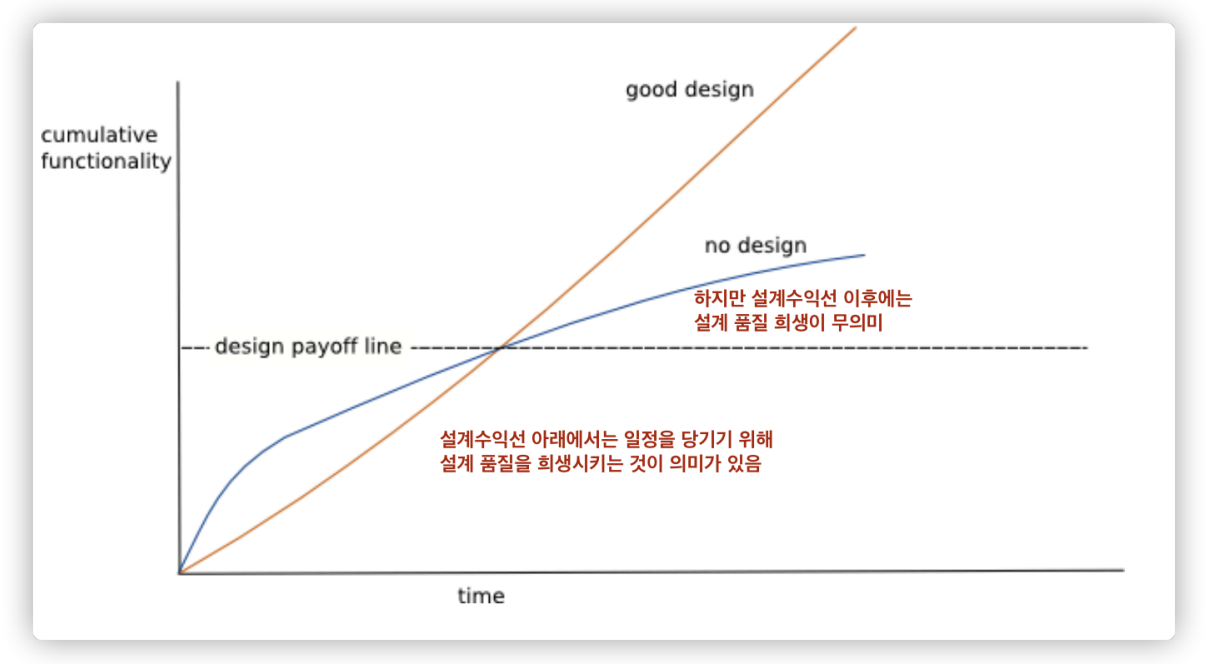 good design
cumulative
functionality
no design
하지만 설계수익선 이후에는
설계 품질 희생이 무의미
design payoff line
설계수익선 아래에서는 일정을 당기기 위해
설계 품질을 희생시키는 것이 의미가 있음
time